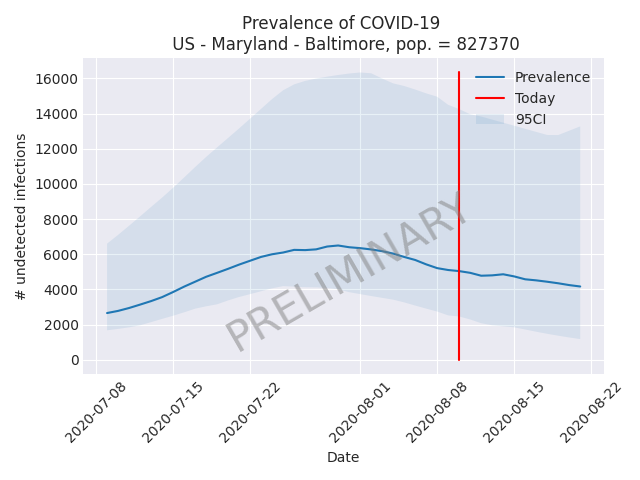 Prevalence of COVID-19
US - Maryland - Baltimore, pop. = 827370
16000
14000
12000
10000
8000
6000
4000
2000
0
# undetected infections
Prevalence
Today
95CI
PRELIMINARY
2020-07-08
2020-07-15
2020-07-22
2020-08-01
2020-08-08
2020-08-15
2020-08-22
Date